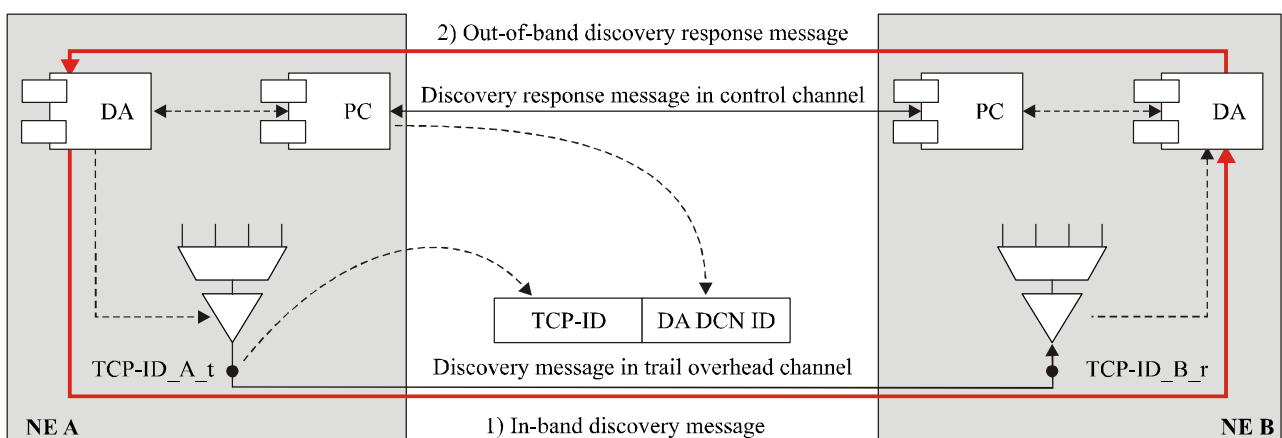 2) Out-of-band discovery response message
DA
PC
Discovery response message in control channel
PC
DA
TCP-ID
DA DCN ID
TCP-ID_A_t
Discovery message in trail overhead channel
TCP-ID_B_r
NE A
1) In-band discovery message
NE B